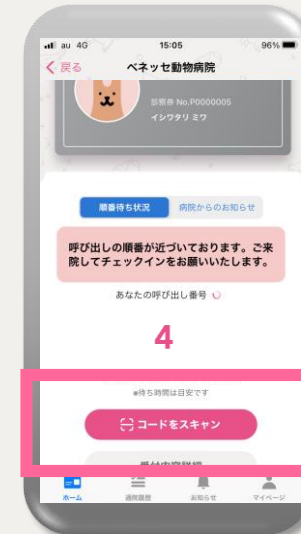 au 4G 15:05 96%
戻る ベネッセ動物病院
診察券 No.P0000005
イシワタリ ミワ
順番待ち状況 病院からのお知らせ
呼び出しの順番が近づいております。ご来
院してチェックインをお願いいたします。
あなたの呼び出し番号
4
※待ち時間は目安です
コードをスキャン
受付内容詳細
ホーム 通院履歴 お知らせ マイページ